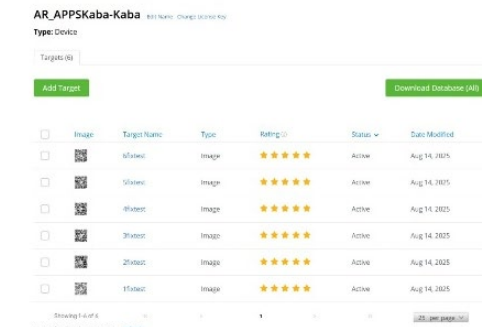 AR_APPSKaba-Kaba Edit Name Change License Key
Type: Device
Targets (6)
Add Target Download Database (All)
Image Target Name Type Rating Status Date Modified
6fixtest Image Active Aug 14, 2025
5fixtest Image Active Aug 14, 2025
4fixtest Image Active Aug 14, 2025
3fixtest Image Active Aug 14, 2025
2fixtest Image Active Aug 14, 2025
1fixtest Image Active Aug 14, 2025
Showing 1-6 of 6 1 25 per page